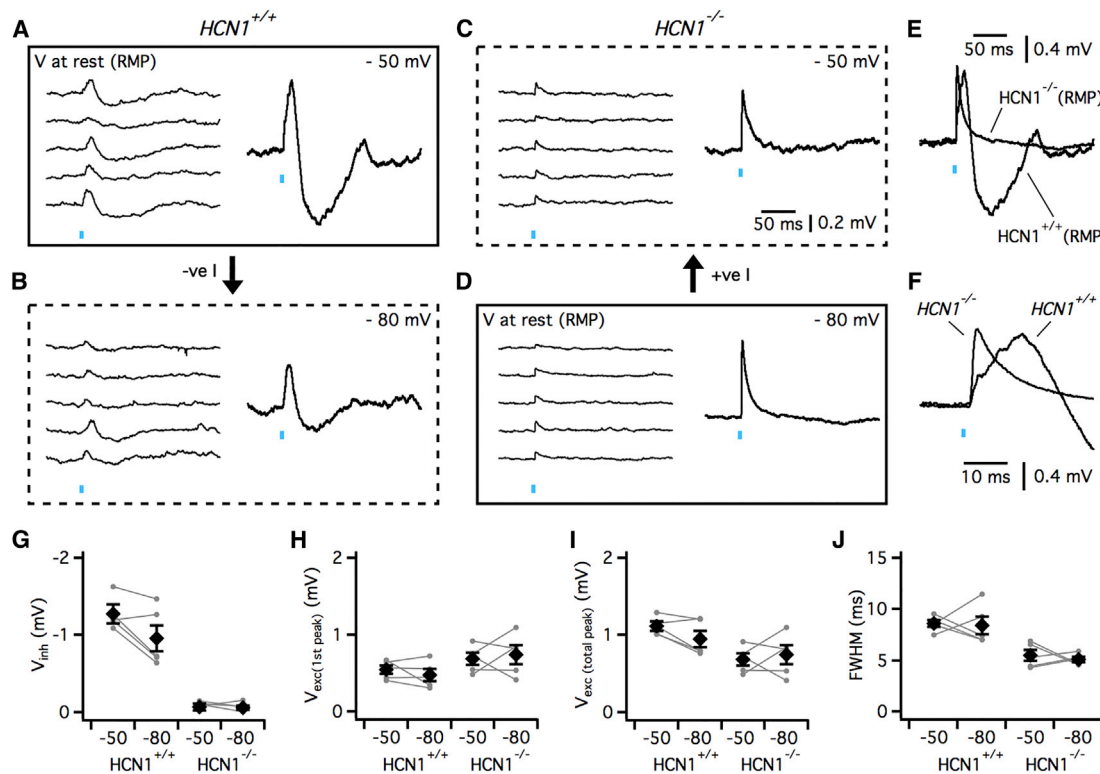 A
HCN1+/+
V at rest (RMP)
- 50 mV
-ve I
B
- 80 mV
C
HCN1-/-
- 50 mV
50 ms
0.2 mV
+ve I
D
V at rest (RMP)
- 80 mV
E
50 ms
0.4 mV
HCN1-/-(RMP)
HCN1+/+(RMP)
F
HCN1-/-
HCN1+/+
10 ms
0.4 mV
G
Vinh (mV)
-2
-1
0
-50 -80 -50 -80
HCN1+/+ HCN1-/-
H
Vexc(1st peak) (mV)
2
1
0
-50 -80 -50 -80
HCN1+/+ HCN1-/-
I
Vexc (total peak) (mV)
2
1
0
-50 -80 -50 -80
HCN1+/+ HCN1-/-
J
FWHM (ms)
15
10
5
0
-50 -80 -50 -80
HCN1+/+ HCN1-/-